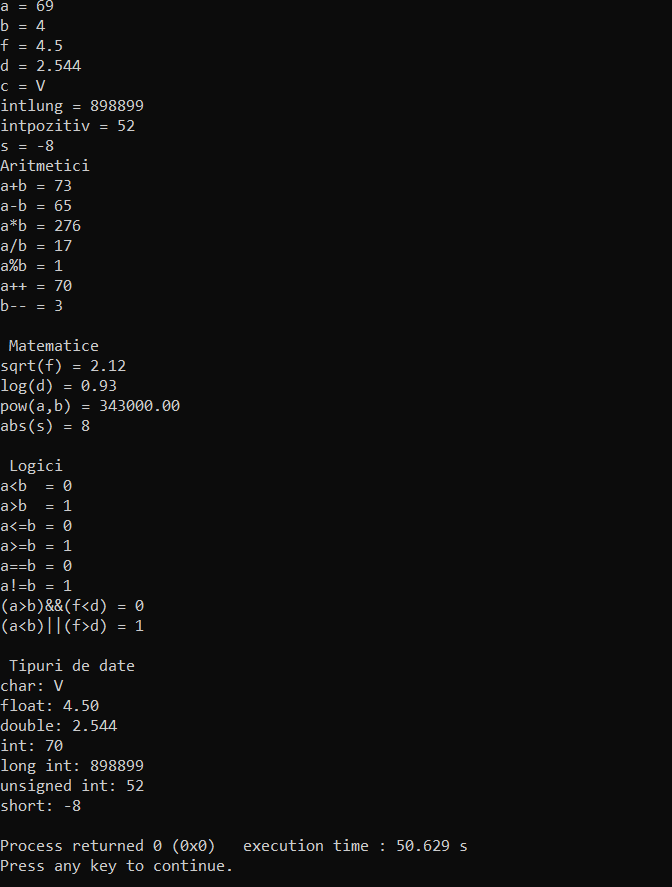 a = 69
b = 4
f = 4.5
d = 2.544
c = V
intlung = 898899
intpozitiv = 52
s = -8
Aritmetici
a+b = 73
a-b = 65
a*b = 276
a/b = 17
a%b = 1
a++ = 70
b-- = 3
 Matematice
sqrt(f) = 2.12
log(d) = 0.93
pow(a,b) = 343000.00
abs(s) = 8
 Logici
a<b  = 0
a>b  = 1
a<=b = 0
a>=b = 1
a==b = 0
a!=b = 1
(a>b)&&(f<d) = 0
(a<b)||(f>d) = 1
 Tipuri de date
char: V
float: 4.50
double: 2.544
int: 70
long int: 898899
unsigned int: 52
short: -8
Process returned 0 (0x0)   execution time : 50.629 s
Press any key to continue.